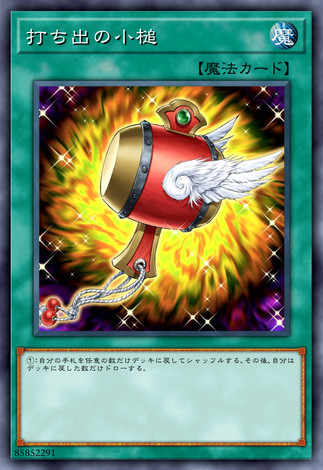 打ち出の小槌
魔
【魔法カード】
①:自分の手札を任意の数だけデッキに戻してシャッフルする。その後、自分は
デッキに戻した数だけドローする。
85852291